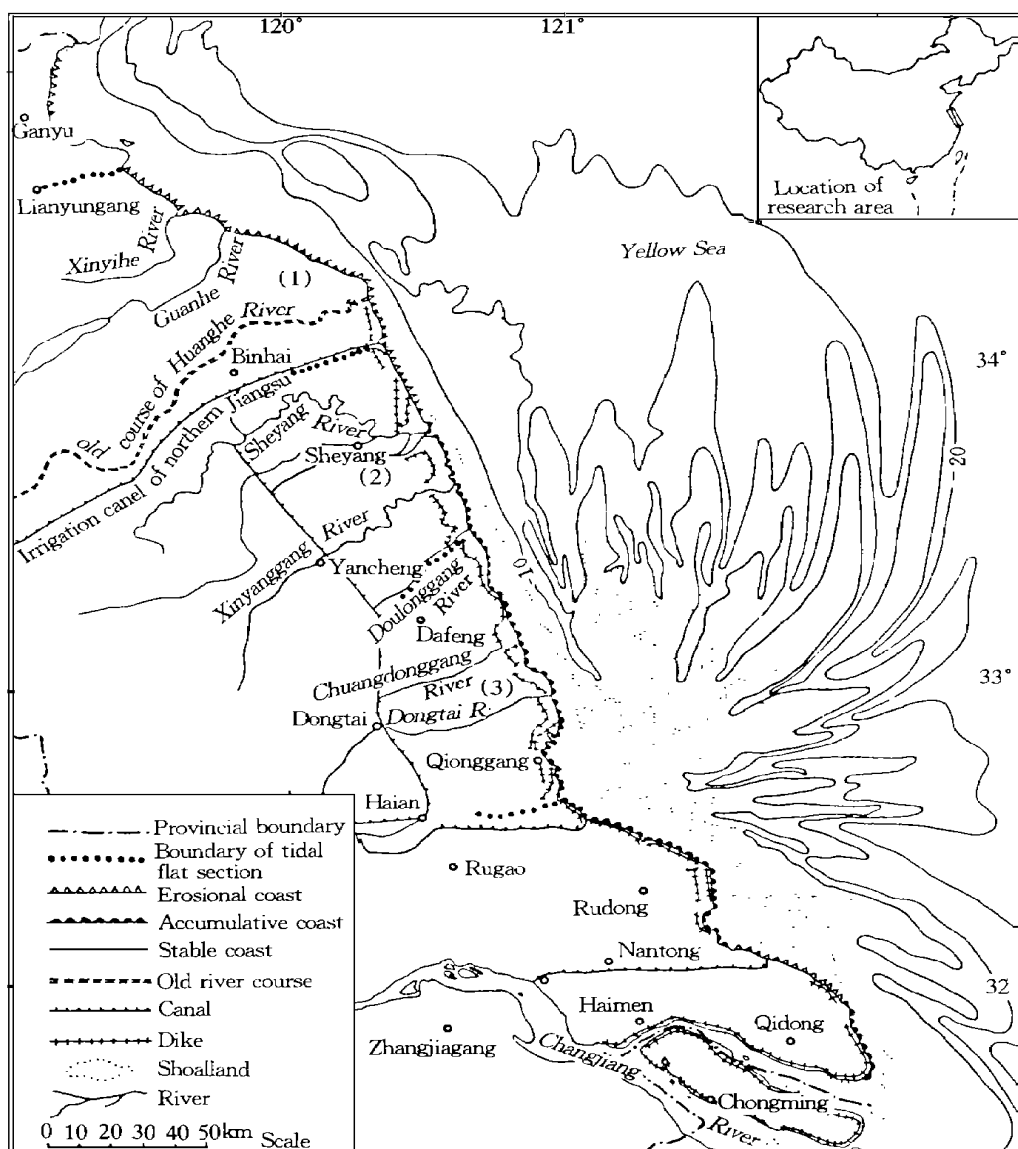 120°
121°
Ganyu
Lianyungang
Xinyihe River
Guanhe River
(1)
old course of Huanghe River
Binhai
Irrigation canal of northern Jiangsu
Sheyang River
Sheyang
(2)
Xinyanggang River
Yancheng
Doulonggang River
Dafeng
Chuangdonggang River
(3)
Dongtai
Dongtai R.
Qionggang
Haian
Rugao
Rudong
Nantong
Haimen
Qidong
Zhangjiagang
Changjiang River
Chongming
Yellow Sea
-10
-20
34°
33°
32
Location of
research area
Provincial boundary
Boundary of tidal
flat section
Erosional coast
Accumulative coast
Stable coast
Old river course
Canal
Dike
Shoalland
River
0 10 20 30 40 50km Scale